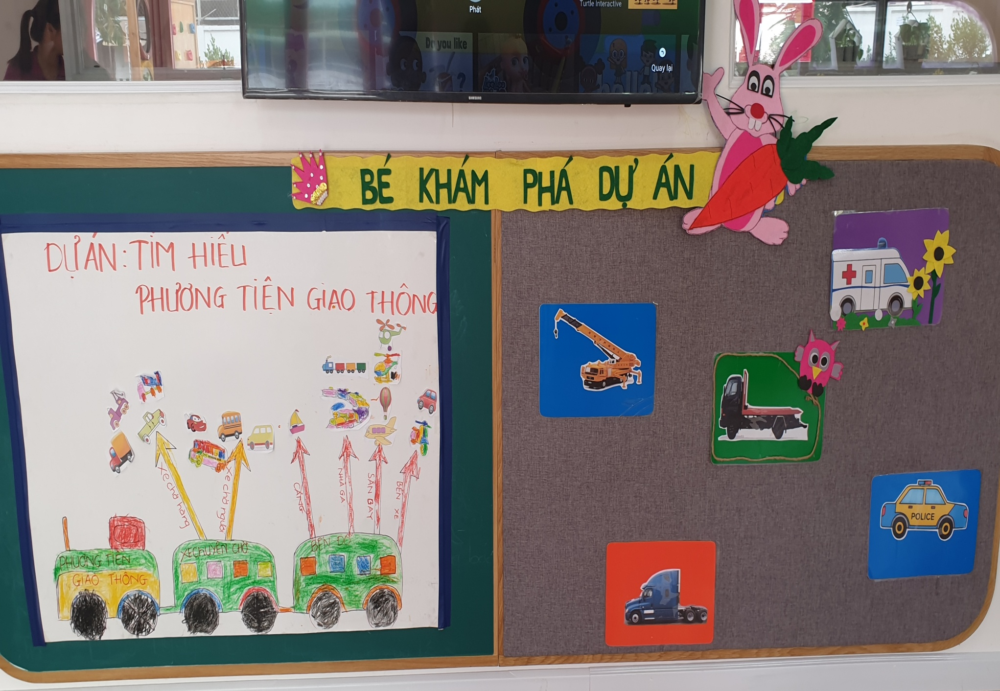 Phát
Turtle Interactive
Do you like
?
Quay lại
SAMSUNG
BÉ KHÁM PHÁ DỰ ÁN
DỰ ÁN: TÌM HIỂU
PHƯƠNG TIỆN GIAO THÔNG
Xe chở hàng
Xe chở người
CẢNG
NHÀ GA
SÂN BAY
BẾN XE
PHƯƠNG TIỆN
GIAO THÔNG
XE CHUYÊN CHỞ
BẾN ĐỖ
POLICE